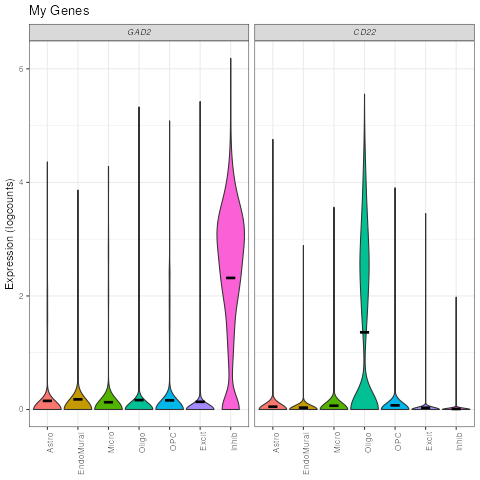 My Genes
GAD2 CD22
Expression (logcounts)
6
4
2
0
Astro EndoMural Micro Oligo OPC Excit Inhib Astro EndoMural Micro Oligo OPC Excit Inhib